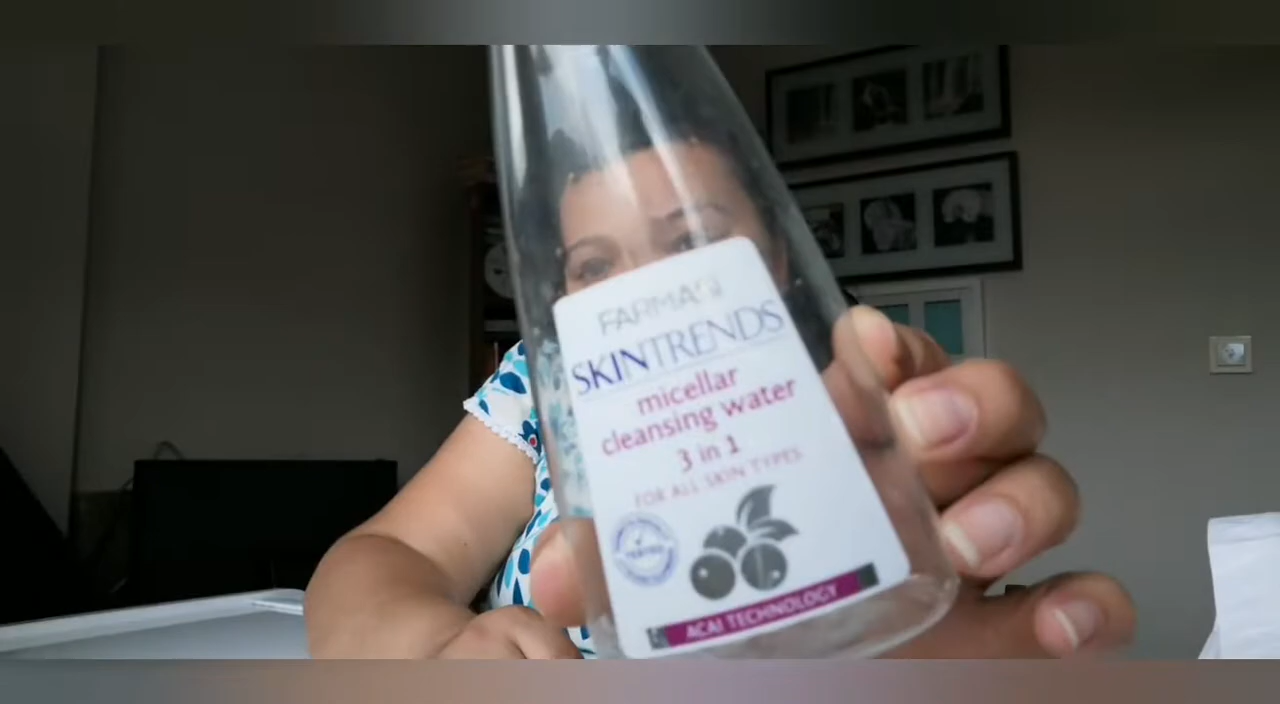 FARMASI
SKINTRENDS
micellar
cleansing water
3 in 1
FOR ALL SKIN TYPES
ACAI TECHNOLOGY